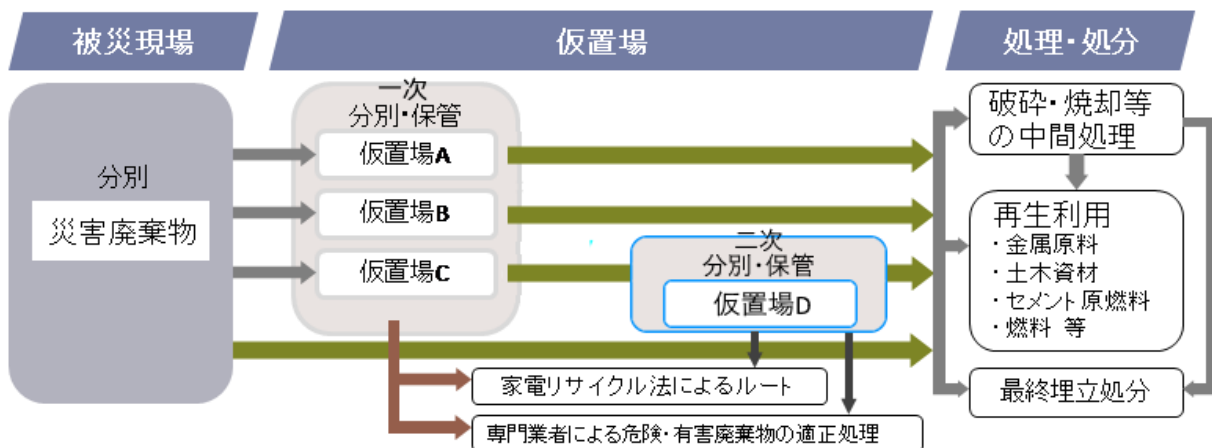 被災現場
仮置場
処理・処分
分別
災害廃棄物
一次
分別・保管
仮置場A
仮置場B
仮置場C
二次
分別・保管
仮置場D
家電リサイクル法によるルート
専門業者による危険・有害廃棄物の適正処理
破砕・焼却等
の中間処理
再生利用
・金属原料
・土木資材
・セメント原燃料
・燃料 等
最終埋立処分